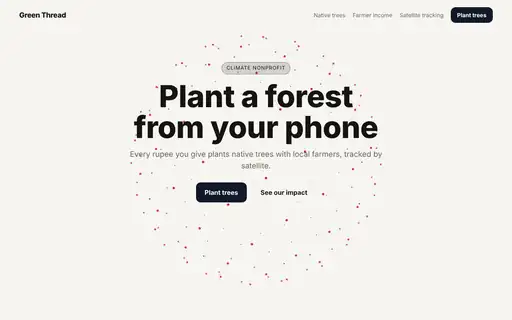 Green Thread
Native trees
Farmer income
Satellite tracking
Plant trees
CLIMATE NONPROFIT
Plant a forest
from your phone
Every rupee you give plants native trees with local farmers, tracked by
satellite.
Plant trees
See our impact